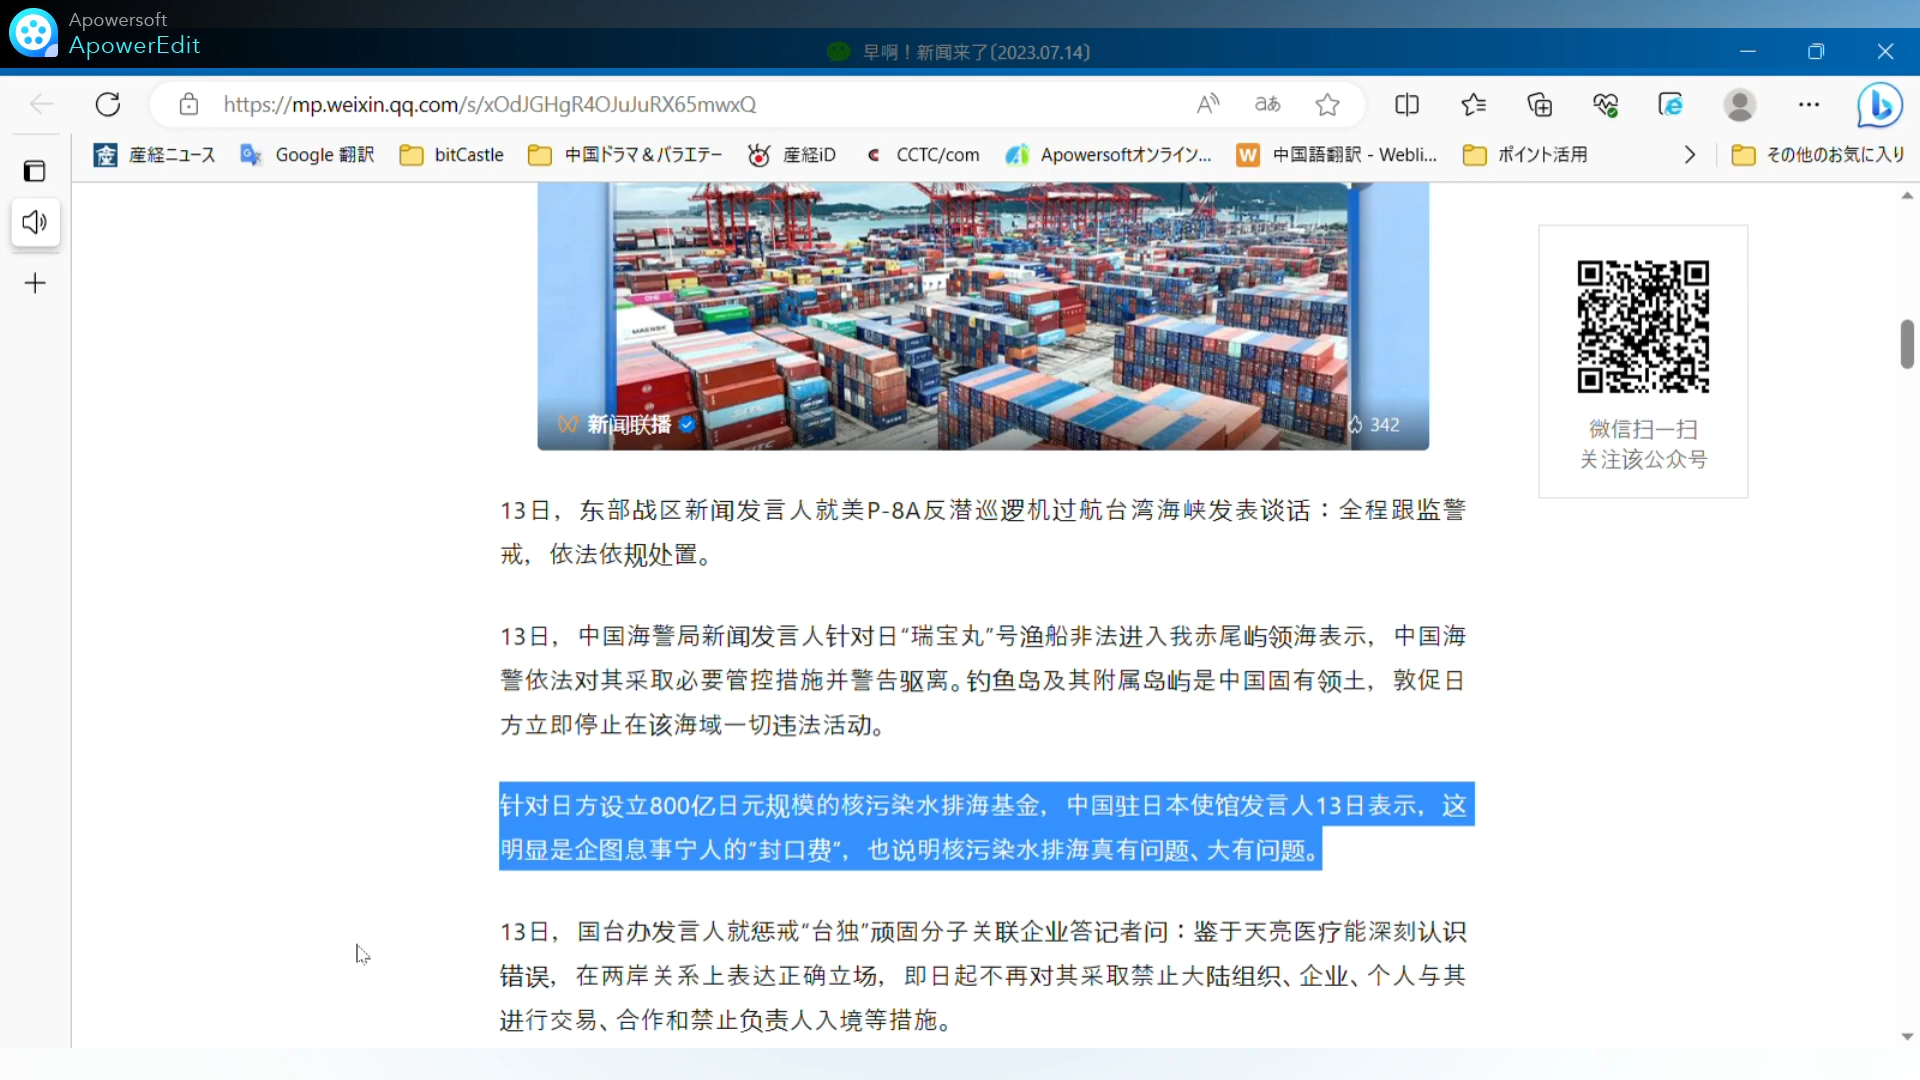 Apowersoft
ApowerEdit
早啊！新闻来了〔2023.07.14〕
https://mp.weixin.qq.com/s/xOdJGHgR4OJuJuRX65mwxQ
産経ニュース Google 翻訳 bitCastle 中国ドラマ＆バラエテー 産経iD CCTC/com Apowersoftオンライン... 中国語翻訳 - Webli... ポイント活用 その他のお気に入り
MAERSK
新闻联播 342
微信扫一扫
关注该公众号
13日，东部战区新闻发言人就美P-8A反潜巡逻机过航台湾海峡发表谈话：全程跟监警
戒，依法依规处置。
13日，中国海警局新闻发言人针对日“瑞宝丸”号渔船非法进入我赤尾屿领海表示，中国海
警依法对其采取必要管控措施并警告驱离。钓鱼岛及其附属岛屿是中国固有领土，敦促日
方立即停止在该海域一切违法活动。
针对日方设立800亿日元规模的核污染水排海基金，中国驻日本使馆发言人13日表示，这
明显是企图息事宁人的“封口费”，也说明核污染水排海真有问题、大有问题。
13日，国台办发言人就惩戒“台独”顽固分子关联企业答记者问：鉴于天亮医疗能深刻认识
错误，在两岸关系上表达正确立场，即日起不再对其采取禁止大陆组织、企业、个人与其
进行交易、合作和禁止负责人入境等措施。